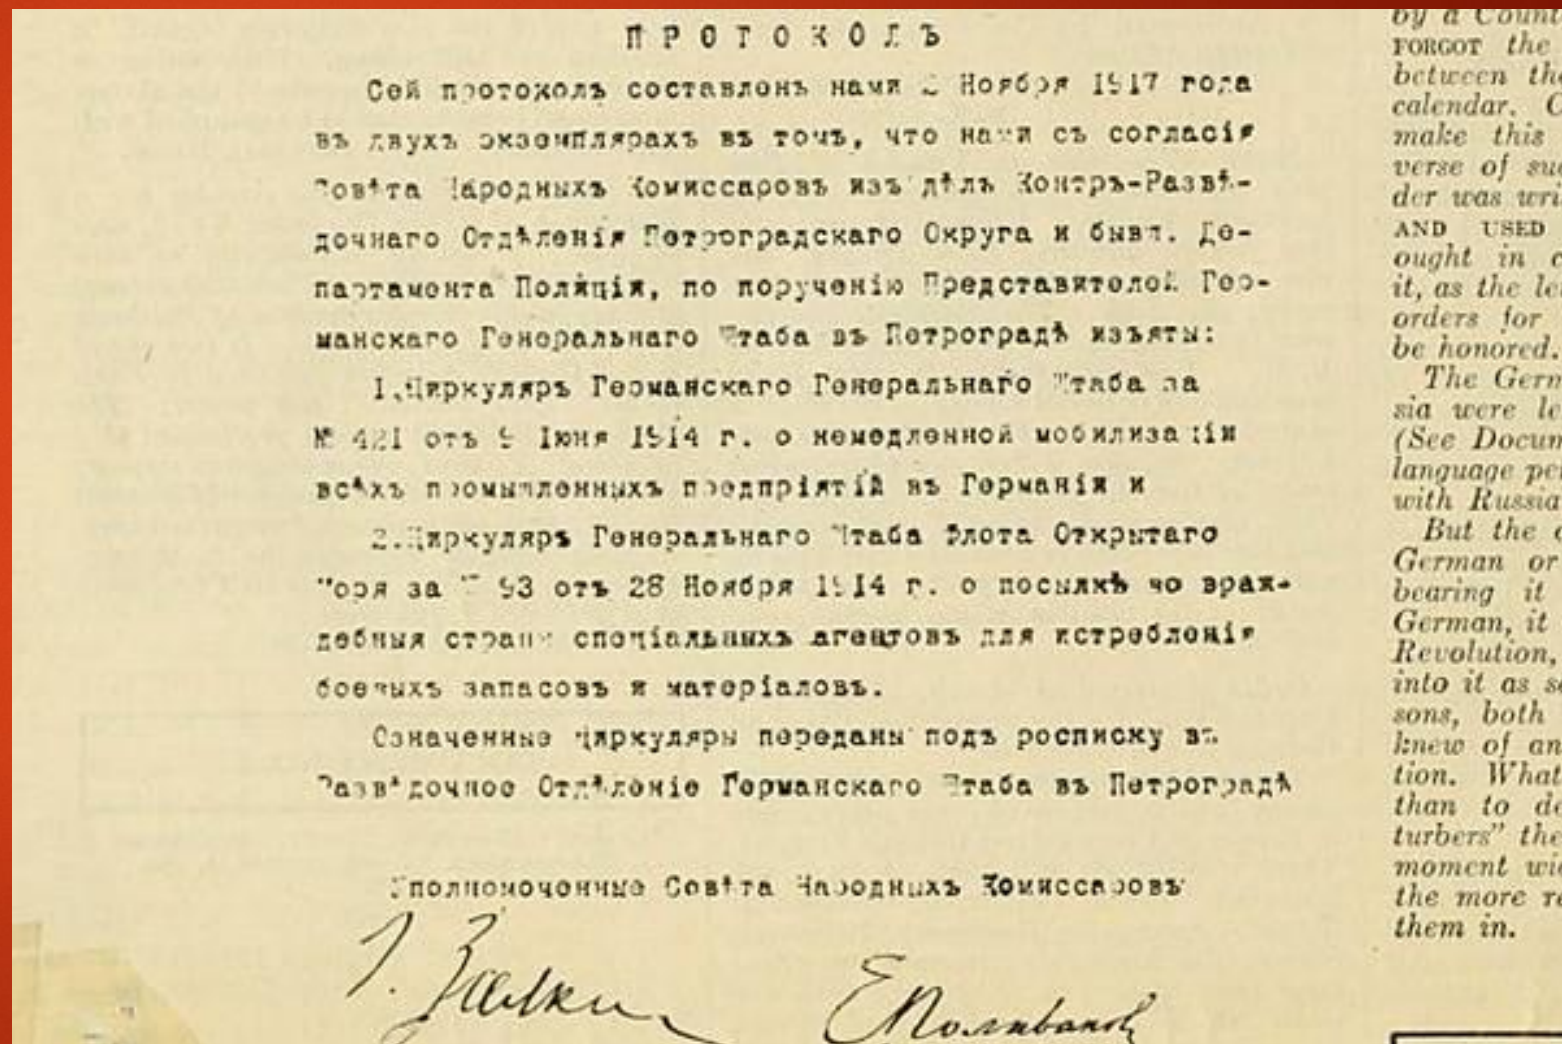 ПРОТОКОЛЪ
Сей протоколъ составленъ нами 2 Ноября 1917 года
въ двухъ экземплярахъ въ томъ, что нами съ согласія
Совѣта Народныхъ Комиссаровъ изъ дѣлъ Контръ-Развѣ-
дочнаго Отдѣленія Петроградскаго Округа и бывш. Де-
партамента Полиціи, по порученію Представителей Гер-
манскаго Генеральнаго Штаба въ Петроградѣ изъяты:
1.Циркуляръ Германскаго Генеральнаго Штаба за
№ 421 отъ 9 Іюня 1914 г. о немедленной мобилизаціи
всѣхъ промышленныхъ предпріятій въ Германіи и
2.Циркуляръ Генеральнаго Штаба Флота Открытаго
Моря за № 93 отъ 28 Ноября 1914 г. о посылкѣ во враж-
дебныя страны спеціальныхъ агентовъ для истребленія
боевыхъ запасовъ и матеріаловъ.
Означенные циркуляры переданы подъ росписку въ
Развѣдочное Отдѣленіе Германскаго Штаба въ Петроградѣ
Уполномоченные Совѣта Народныхъ Комиссаровъ
Г. Залкинд Е Поливановъ
by a Count
FORGOT the
between the
calendar. C
make this
verse of su
der was wri
AND USED
ought in c
it, as the le
orders for
be honored.
The Germ
sia were le
(See Docum
language pe
with Russia
But the
German or
bearing it
German, it
Revolution,
into it as s
sons, both
knew of an
tion. What
than to de
turbers" the
moment wi
the more re
them in.